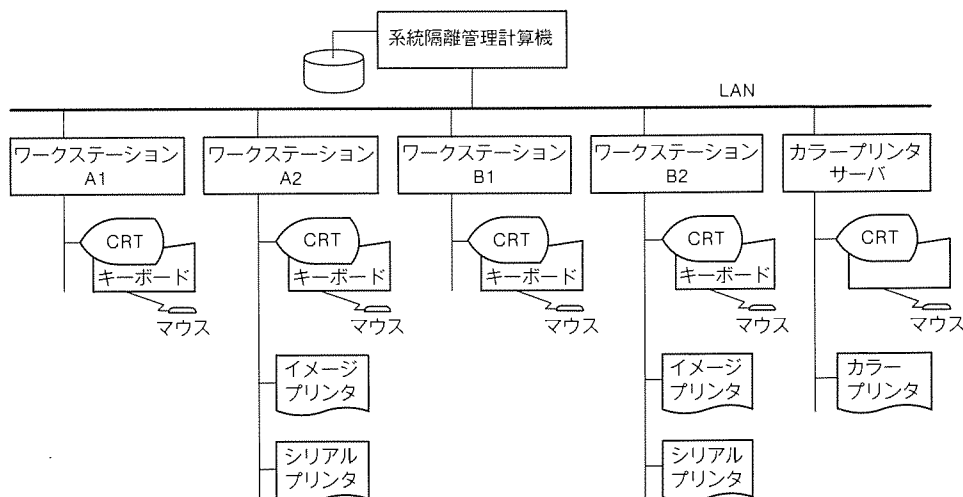 系統隔離管理計算機
LAN
ワークステーション
A1
ワークステーション
A2
ワークステーション
B1
ワークステーション
B2
カラープリンタ
サーバ
CRT
キーボード
マウス
CRT
キーボード
マウス
CRT
キーボード
マウス
CRT
キーボード
マウス
CRT
マウス
イメージ
プリンタ
イメージ
プリンタ
カラー
プリンタ
シリアル
プリンタ
シリアル
プリンタ